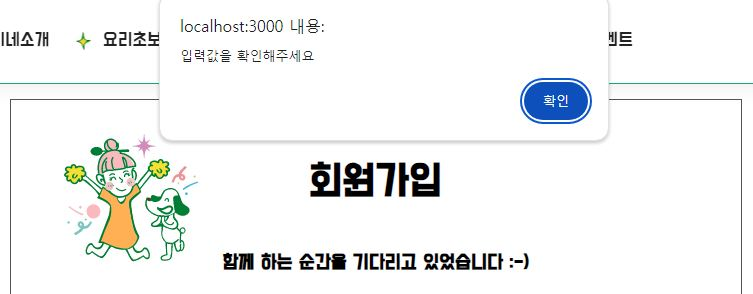 localhost:3000 내용:
입력값을 확인해주세요
확인
네소개 요리초보
벤트
회원가입
함께 하는 순간을 기다리고 있었습니다 :-)